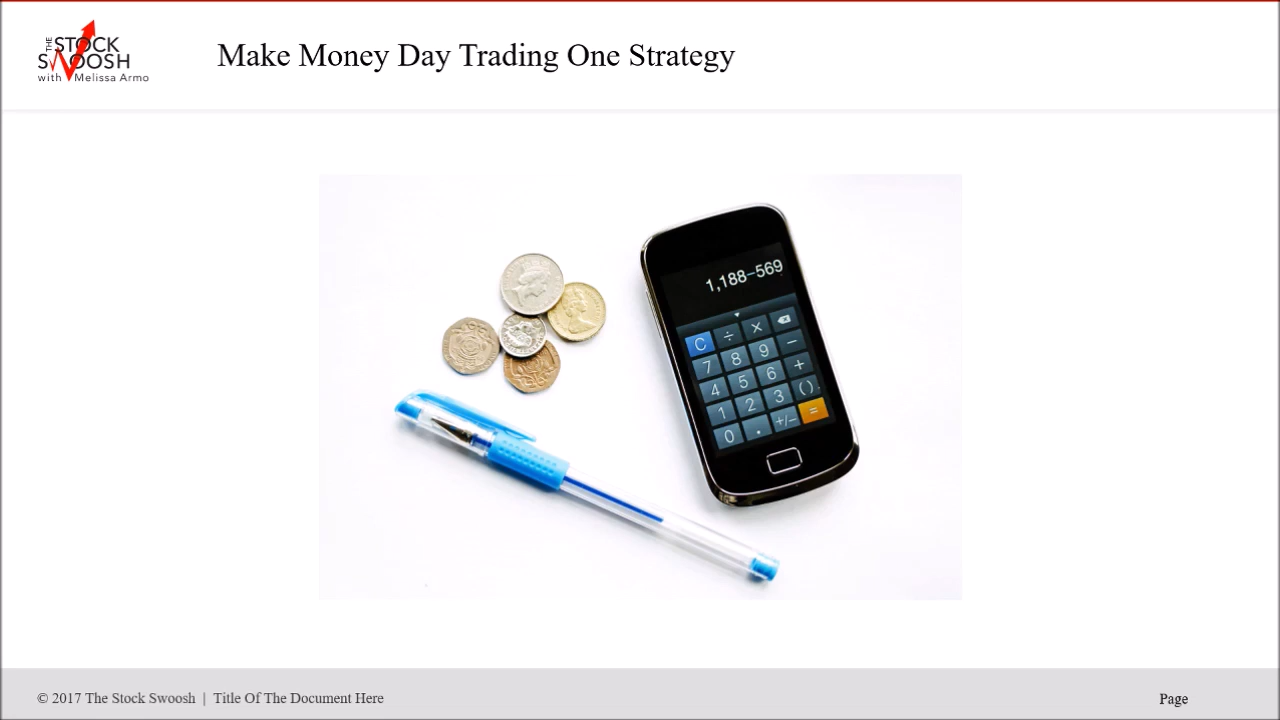 THE STOCK
SWOOSH
with Melissa Armo
Make Money Day Trading One Strategy
1,188−569
C ÷ ×
7 8 9 −
4 5 6 +
1 2 3 ( )
0 . +/− =
© 2017 The Stock Swoosh | Title Of The Document Here
Page